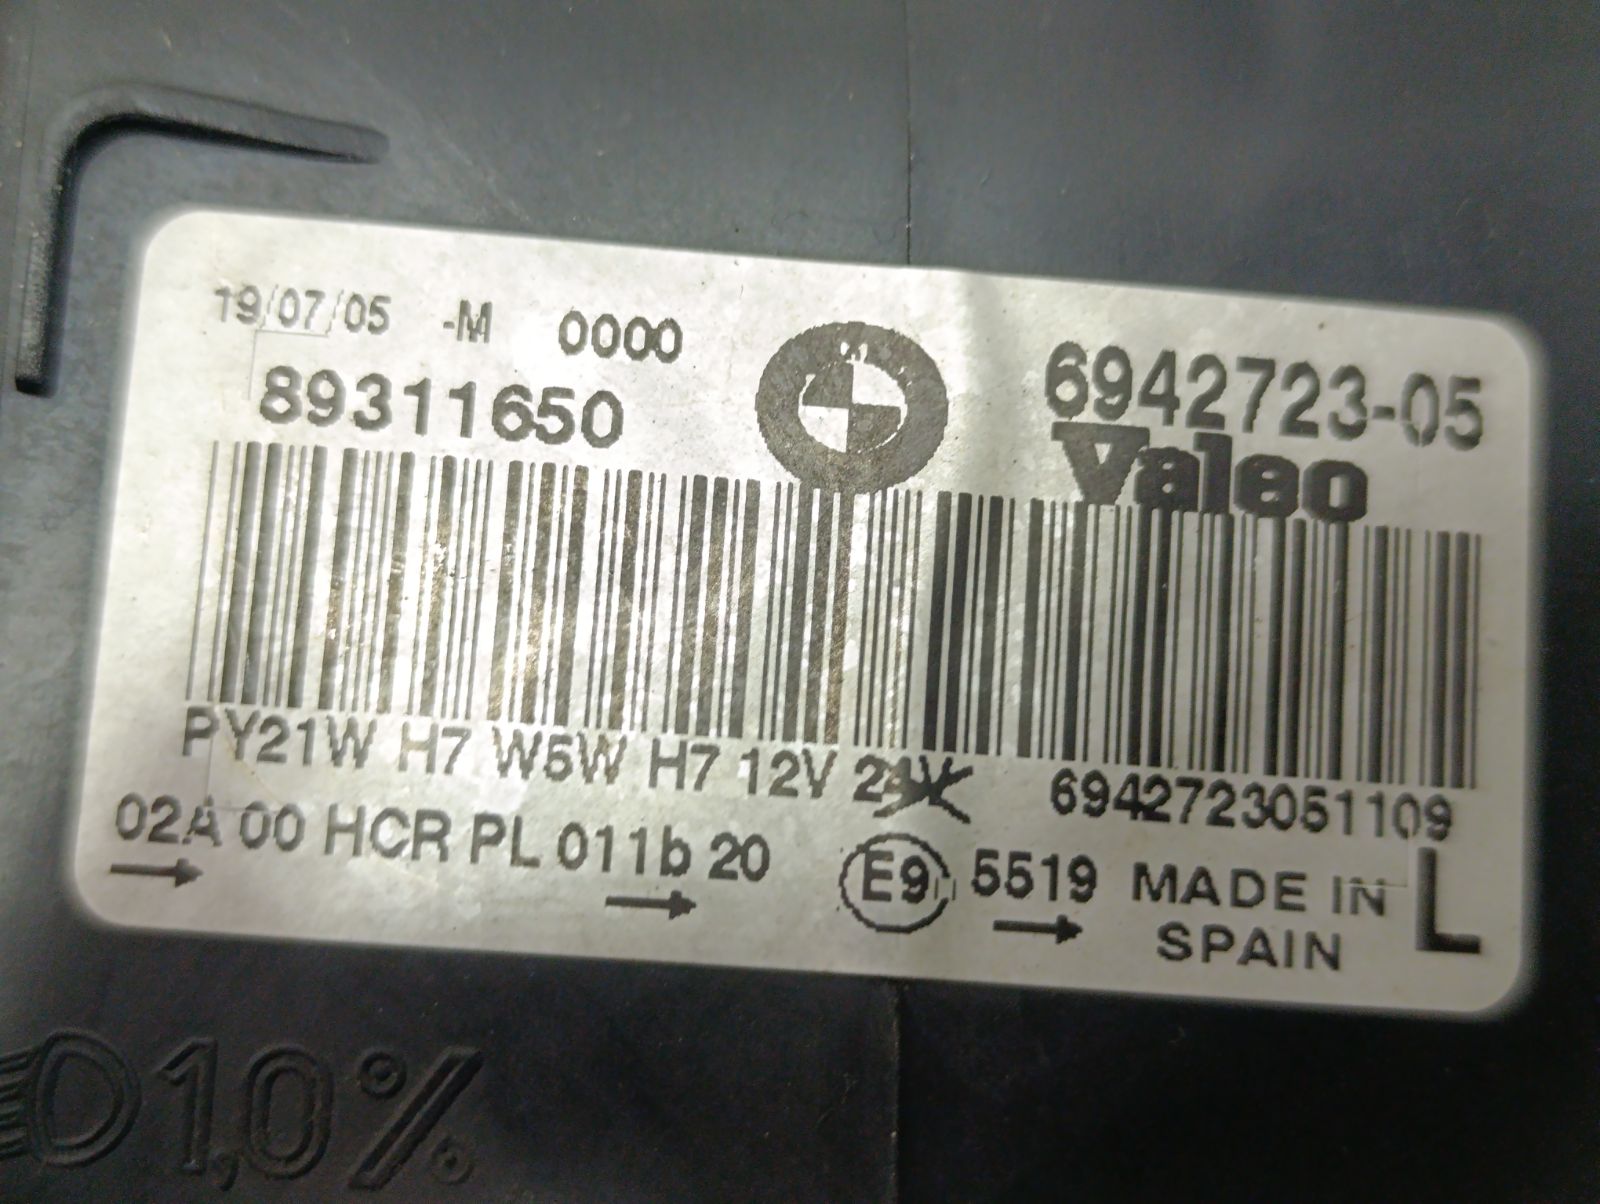 19/07/05 -M 0000
89311650
6942723-05
Valeo
PY21W H7 W5W H7 12V 24V
6942723051109
02A 00 HCR PL 011b 20
E9 5519 MADE IN
SPAIN
L
1,0%